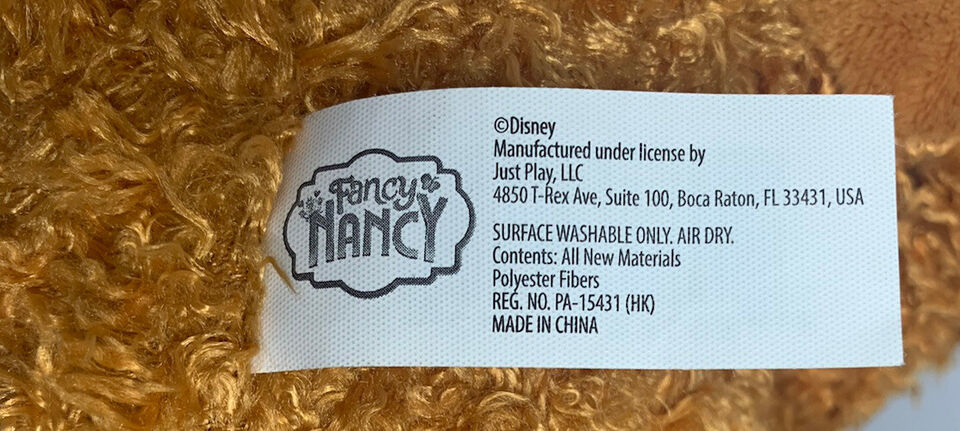 Fancy
NANCY
©Disney
Manufactured under license by
Just Play, LLC
4850 T-Rex Ave, Suite 100, Boca Raton, FL 33431, USA
SURFACE WASHABLE ONLY. AIR DRY.
Contents: All New Materials
Polyester Fibers
REG. NO. PA-15431 (HK)
MADE IN CHINA